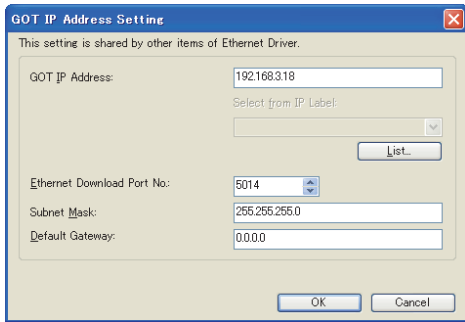 GOT IP Address Setting
This setting is shared by other items of Ethernet Driver.
GOT IP Address: 192.168.3.18
Select from IP Label:
List...
Ethernet Download Port No.: 5014
Subnet Mask: 255.255.255.0
Default Gateway: 0.0.0.0
OK Cancel